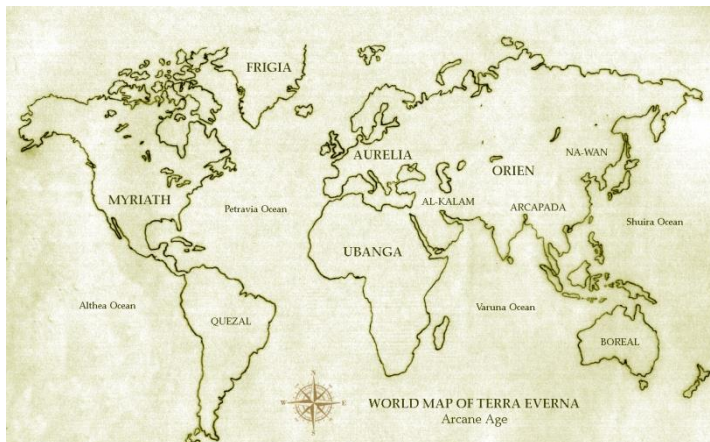 FRIGIA
AURELIA
NA-WAN
ORIEN
MYRIATH
AL-KALAM
ARCAPADA
Petravia Ocean
Shuira Ocean
UBANGA
Althea Ocean
Varuna Ocean
QUEZAL
BOREAL
N
W
E
S
WORLD MAP OF TERRA EVERNA
Arcane Age